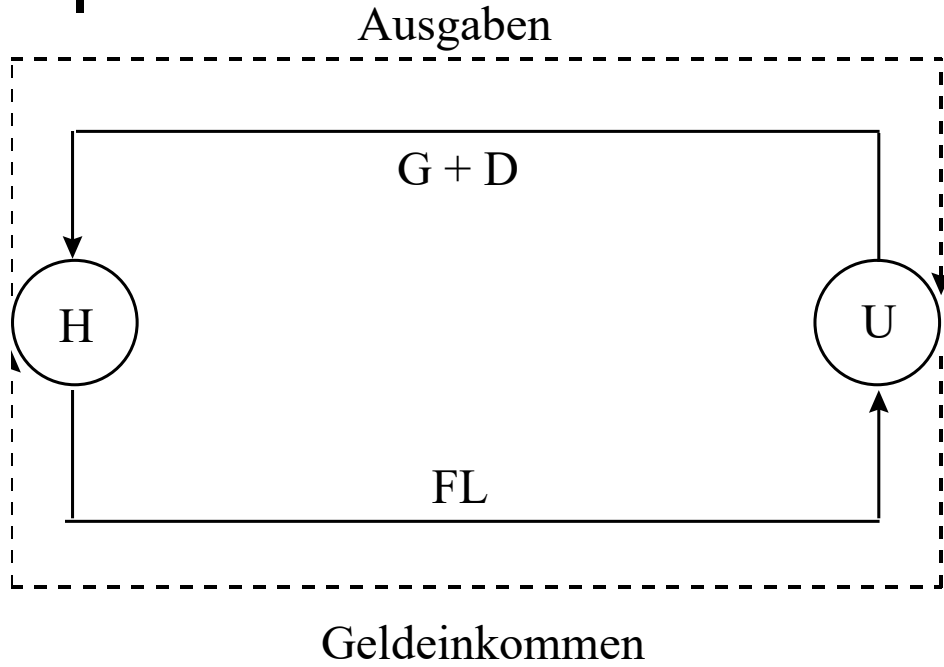 Ausgaben
G + D
H
U
FL
Geldeinkommen